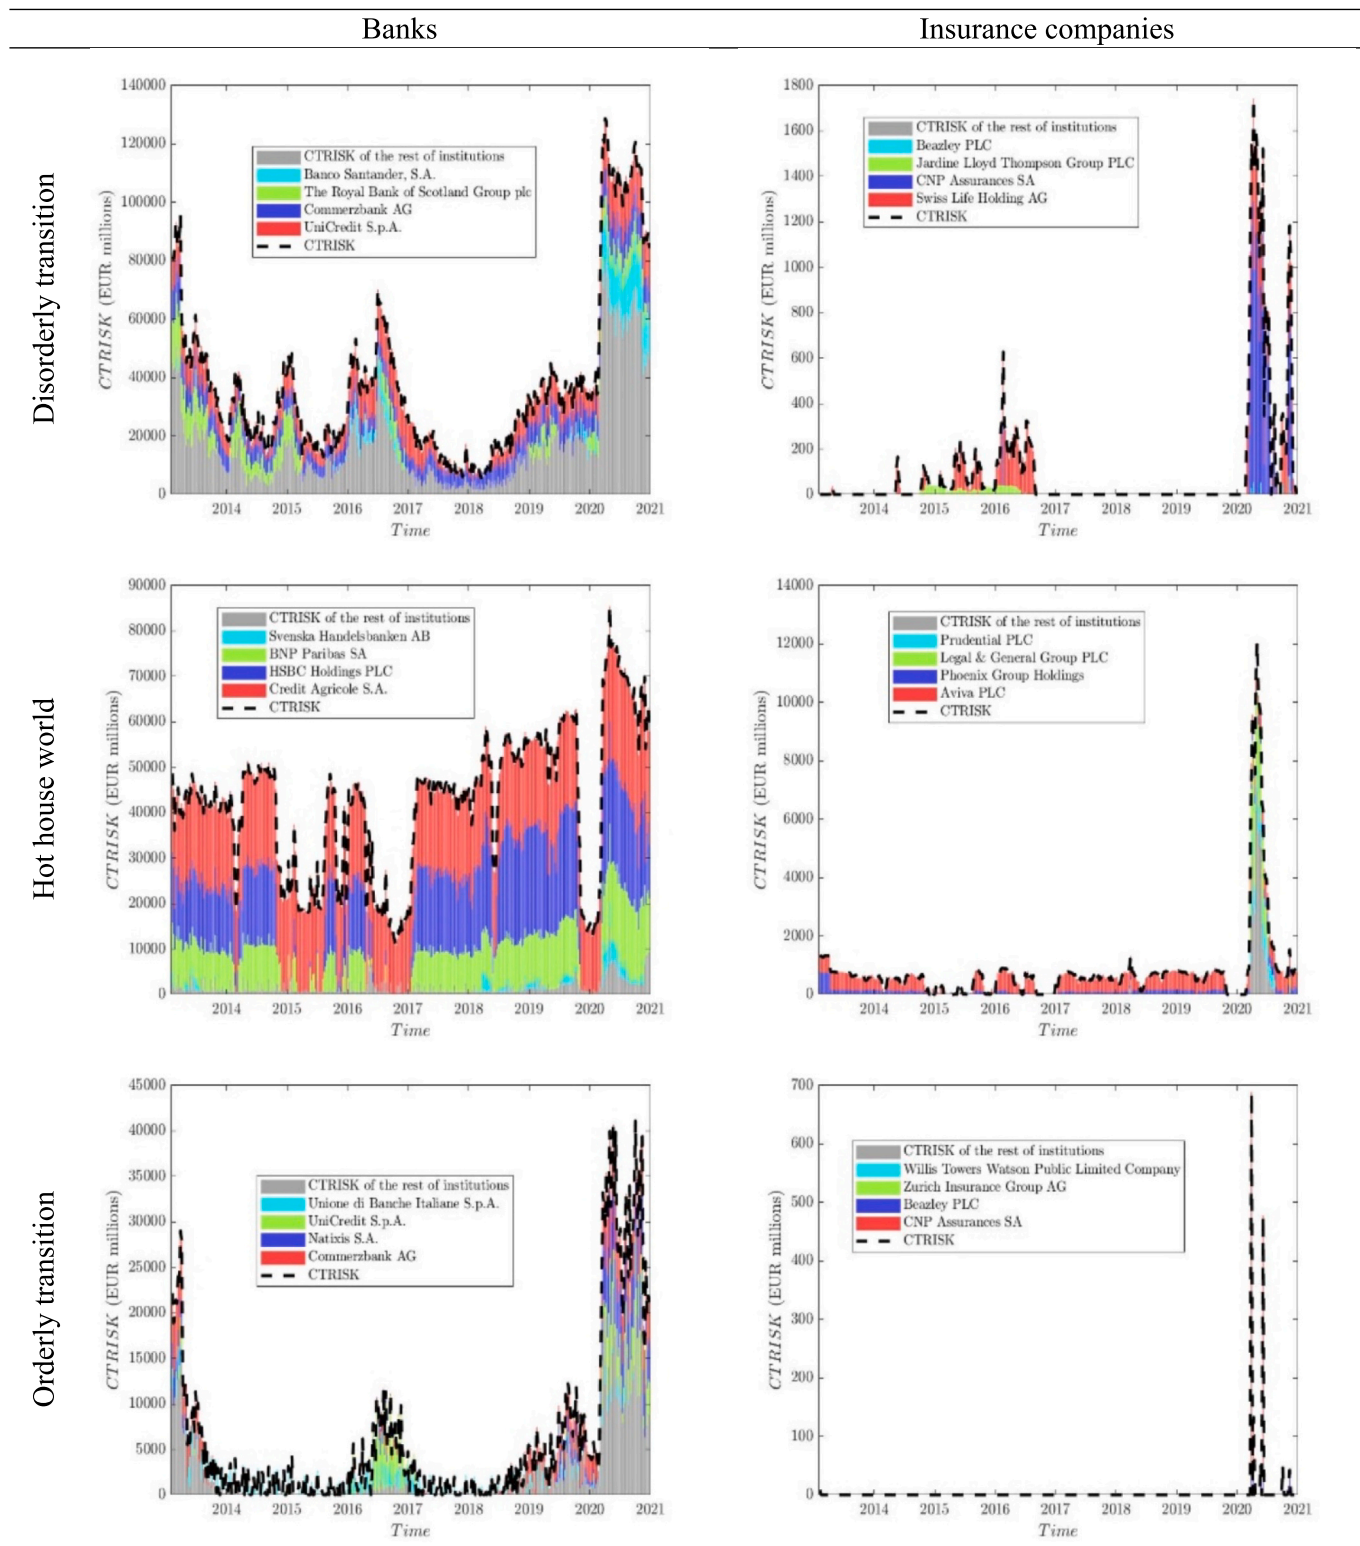 Banks
Insurance companies
Disorderly transition
140000
120000
100000
80000
60000
40000
20000
0
CTRISK (EUR millions)
CTRISK of the rest of institutions
Banco Santander, S.A.
The Royal Bank of Scotland Group plc
Commerzbank AG
UniCredit S.p.A.
CTRISK
2014 2015 2016 2017 2018 2019 2020 2021
Time
1800
1600
1400
1200
1000
800
600
400
200
0
CTRISK (EUR millions)
CTRISK of the rest of institutions
Beazley PLC
Jardine Lloyd Thompson Group PLC
CNP Assurances SA
Swiss Life Holding AG
CTRISK
2014 2015 2016 2017 2018 2019 2020 2021
Time
Hot house world
90000
80000
70000
60000
50000
40000
30000
20000
10000
0
CTRISK (EUR millions)
CTRISK of the rest of institutions
Svenska Handelsbanken AB
BNP Paribas SA
HSBC Holdings PLC
Credit Agricole S.A.
CTRISK
2014 2015 2016 2017 2018 2019 2020 2021
Time
14000
12000
10000
8000
6000
4000
2000
0
CTRISK (EUR millions)
CTRISK of the rest of institutions
Prudential PLC
Legal & General Group PLC
Phoenix Group Holdings
Aviva PLC
CTRISK
2014 2015 2016 2017 2018 2019 2020 2021
Time
Orderly transition
45000
40000
35000
30000
25000
20000
15000
10000
5000
0
CTRISK (EUR millions)
CTRISK of the rest of institutions
Unione di Banche Italiane S.p.A.
UniCredit S.p.A.
Natixis S.A.
Commerzbank AG
CTRISK
2014 2015 2016 2017 2018 2019 2020 2021
Time
700
600
500
400
300
200
100
0
CTRISK (EUR millions)
CTRISK of the rest of institutions
Willis Towers Watson Public Limited Company
Zurich Insurance Group AG
Beazley PLC
CNP Assurances SA
CTRISK
2014 2015 2016 2017 2018 2019 2020 2021
Time